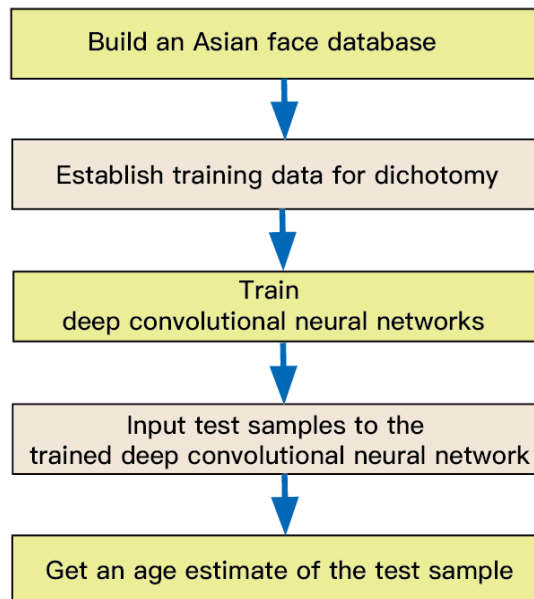 Build an Asian face database
Establish training data for dichotomy
Train
deep convolutional neural networks
Input test samples to the
trained deep convolutional neural network
Get an age estimate of the test sample